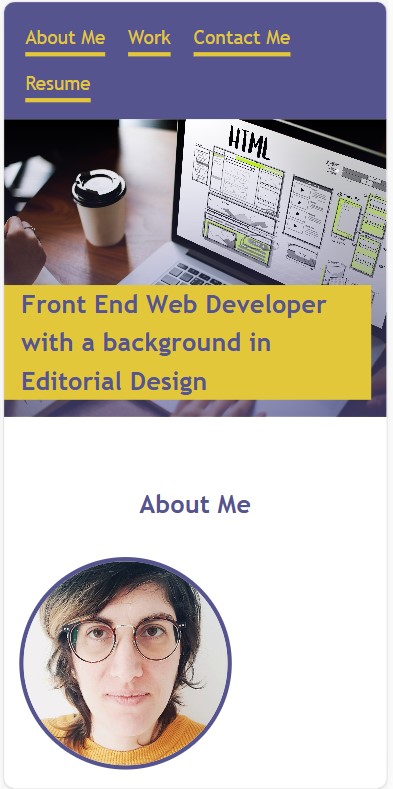 About Me Work Contact Me
Resume
HTML
Front End Web Developer
with a background in
Editorial Design
About Me